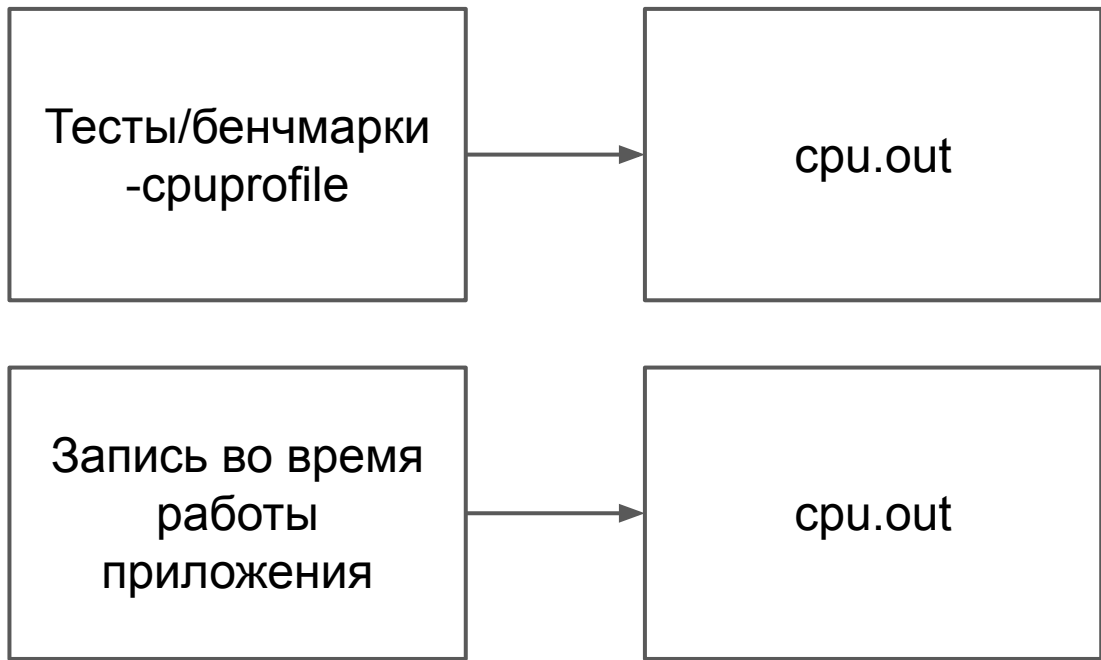 Тесты/бенчмарки
-cpuprofile
cpu.out
Запись во время
работы
приложения
cpu.out